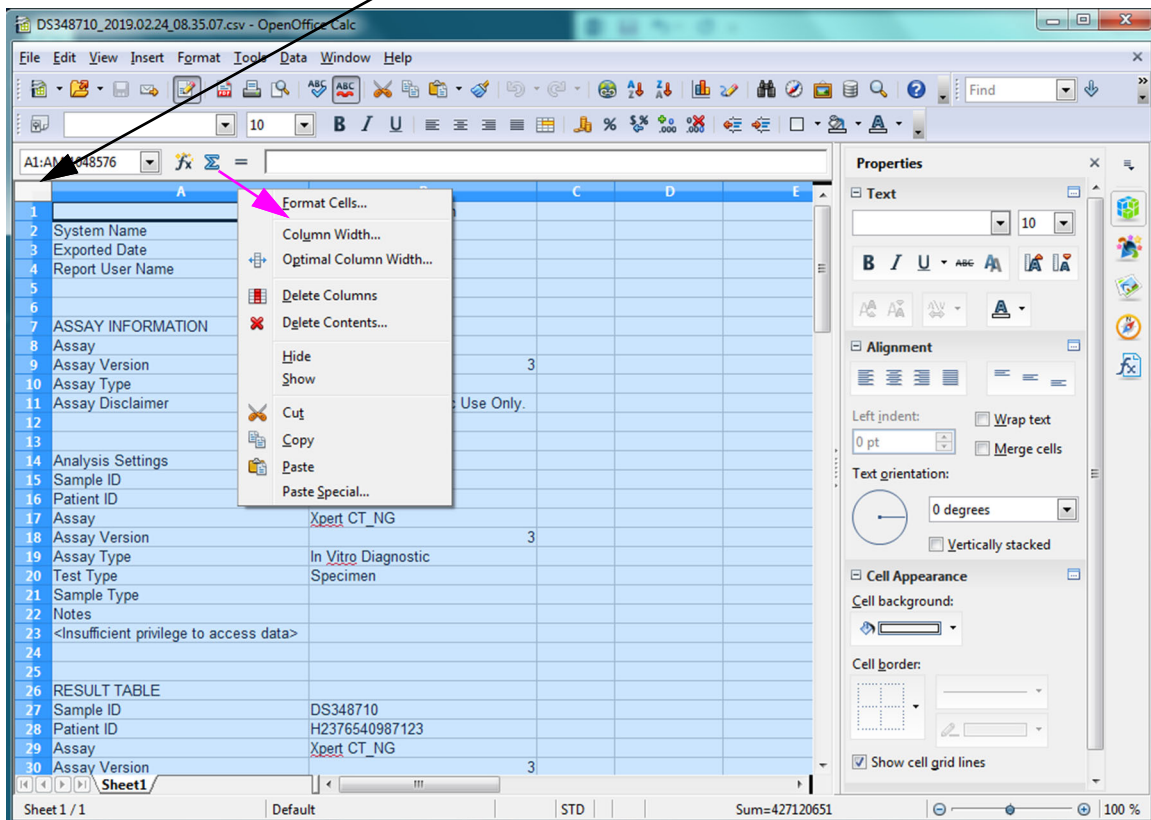 DS348710_2019.02.24_08.35.07.csv - OpenOffice Calc
File Edit View Insert Format Tools Data Window Help
Find
10 B I U
A1:AM1048576
A C D E
1
2 System Name
3 Exported Date
4 Report User Name
5
6
7 ASSAY INFORMATION
8 Assay
9 Assay Version 3
10 Assay Type
11 Assay Disclaimer Use Only.
12
13
14 Analysis Settings
15 Sample ID
16 Patient ID
17 Assay Xpert CT_NG
18 Assay Version 3
19 Assay Type In Vitro Diagnostic
20 Test Type Specimen
21 Sample Type
22 Notes
23 <Insufficient privilege to access data>
24
25
26 RESULT TABLE
27 Sample ID DS348710
28 Patient ID H2376540987123
29 Assay Xpert CT_NG
30 Assay Version 3
Format Cells...
Column Width...
Optimal Column Width...
Delete Columns
Delete Contents...
Hide
Show
Cut
Copy
Paste
Paste Special...
Properties
Text
10
B I U ABC
Alignment
Left indent: Wrap text
0 pt Merge cells
Text orientation:
0 degrees
Vertically stacked
Cell Appearance
Cell background:
Cell border:
Show cell grid lines
Sheet1
Sheet 1 / 1 Default STD Sum=427120651 100 %